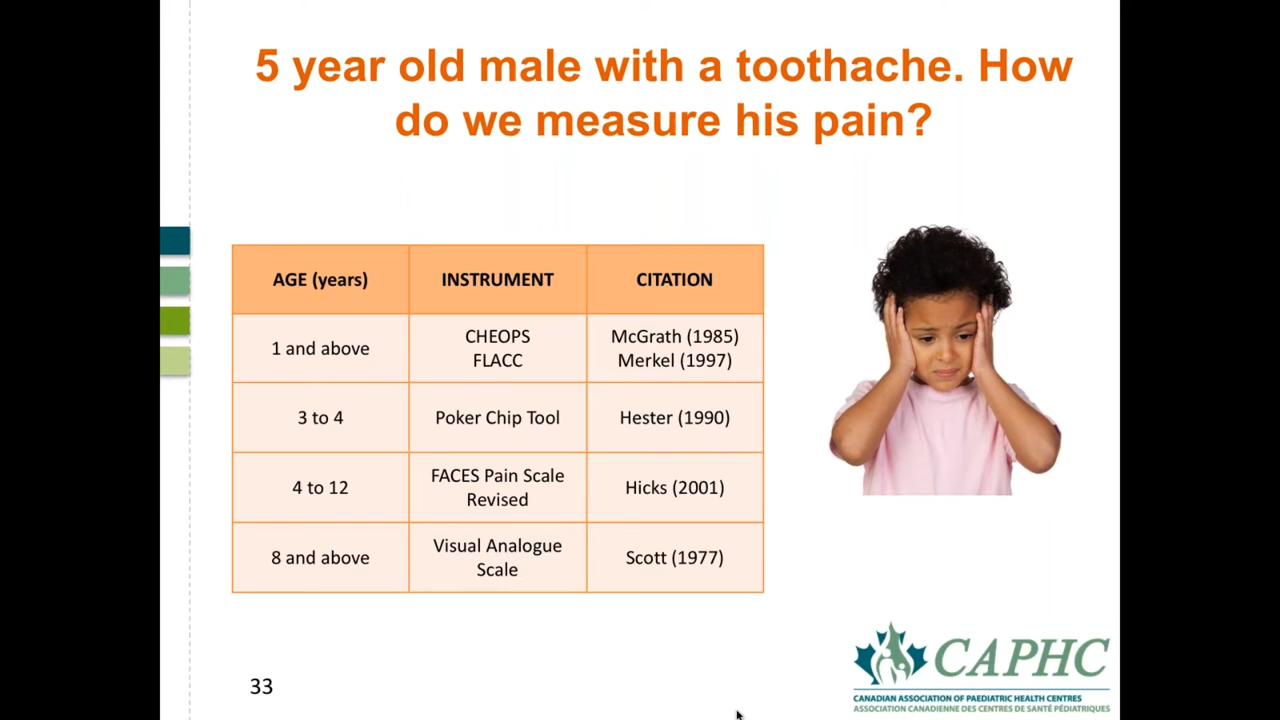 5 year old male with a toothache. How
do we measure his pain?
AGE (years) INSTRUMENT CITATION
1 and above CHEOPS McGrath (1985)
FLACC Merkel (1997)
3 to 4 Poker Chip Tool Hester (1990)
4 to 12 FACES Pain Scale Hicks (2001)
Revised
8 and above Visual Analogue Scott (1977)
Scale
33
CAPHC
CANADIAN ASSOCIATION OF PAEDIATRIC HEALTH CENTRES
ASSOCIATION CANADIENNE DES CENTRES DE SANTÉ PÉDIATRIQUES